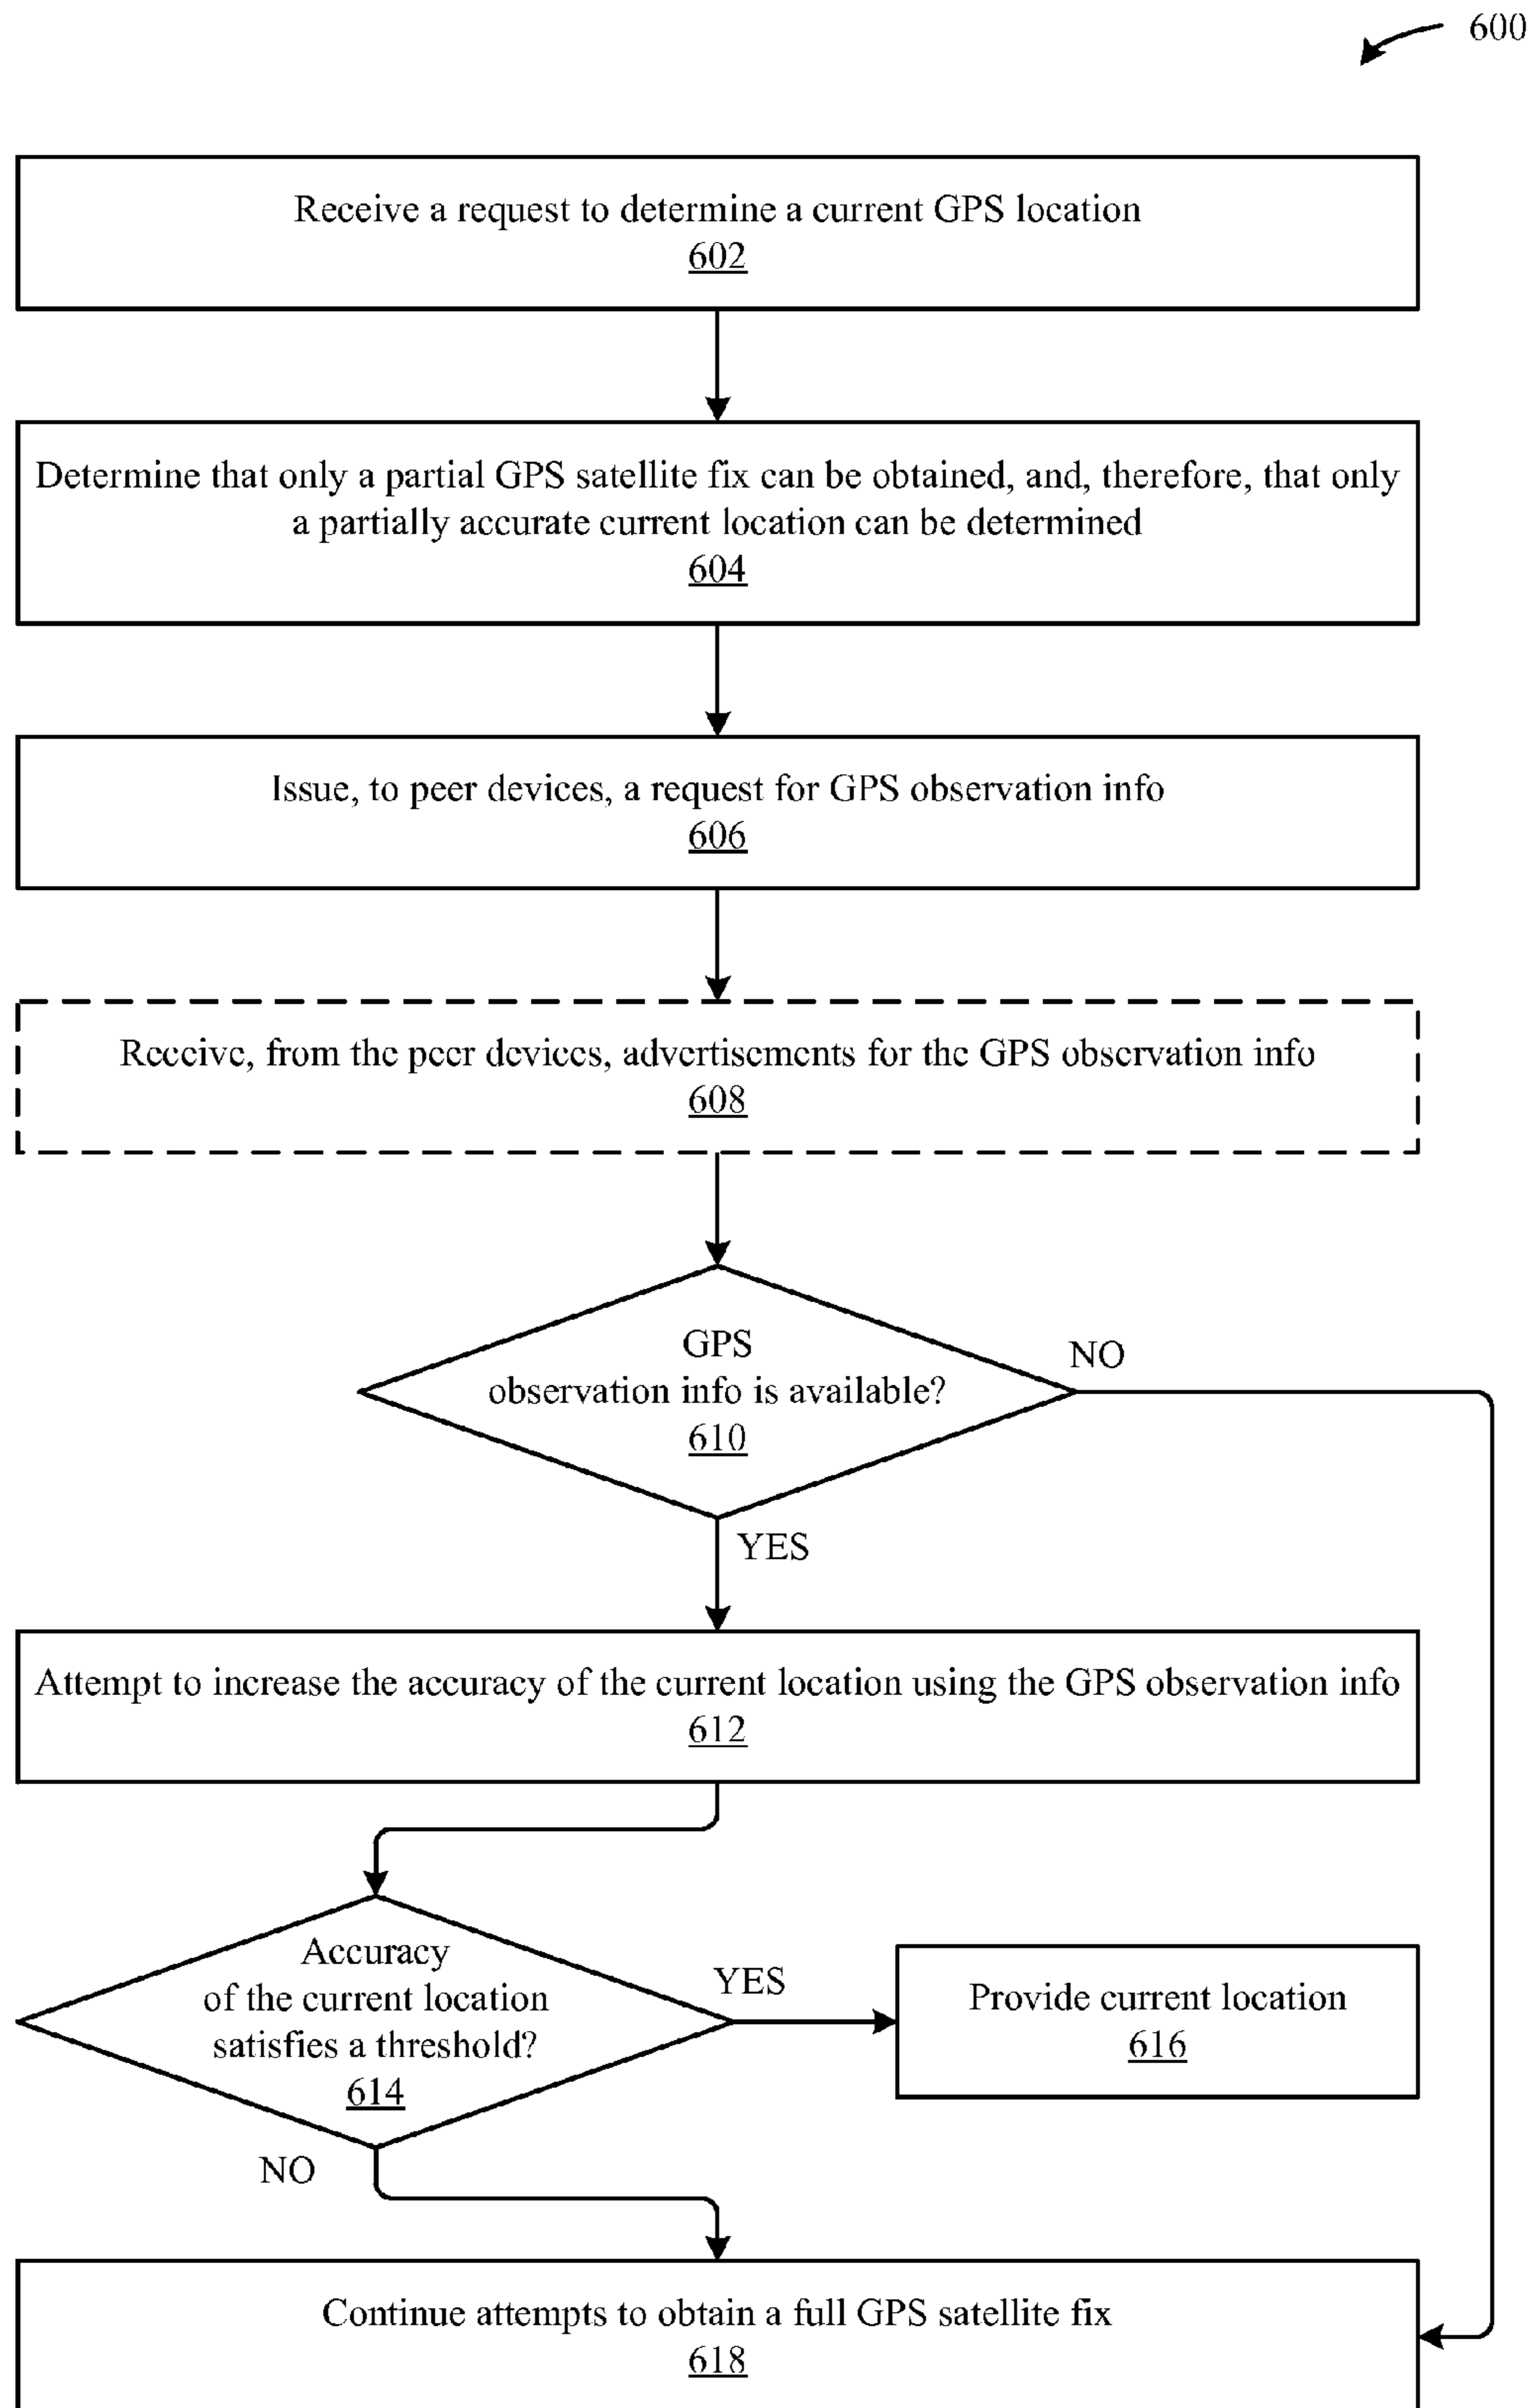 600
Receive a request to determine a current GPS location
602
Determine that only a partial GPS satellite fix can be obtained, and, therefore, that only
a partially accurate current location can be determined
604
Issue, to peer devices, a request for GPS observation info
606
Receive, from the peer devices, advertisements for the GPS observation info
608
GPS
observation info is available?
610
NO
YES
Attempt to increase the accuracy of the current location using the GPS observation info
612
Accuracy
of the current location
satisfies a threshold?
614
YES
Provide current location
616
NO
Continue attempts to obtain a full GPS satellite fix
618